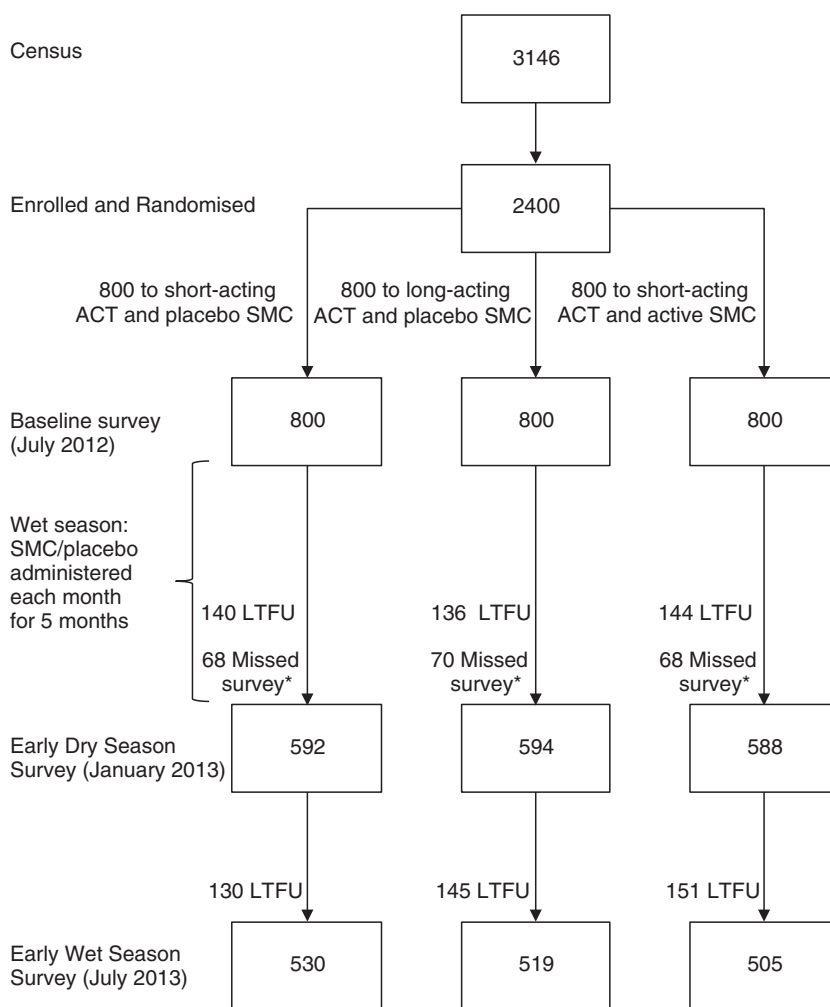 Census
3146
Enrolled and Randomised
2400
800 to short-acting
ACT and placebo SMC
800 to long-acting
ACT and placebo SMC
800 to short-acting
ACT and active SMC
Baseline survey
(July 2012)
800
800
800
Wet season:
SMC/placebo
administered
each month
for 5 months
140 LTFU
136 LTFU
144 LTFU
68 Missed
survey*
70 Missed
survey*
68 Missed
survey*
Early Dry Season
Survey (January 2013)
592
594
588
130 LTFU
145 LTFU
151 LTFU
Early Wet Season
Survey (July 2013)
530
519
505